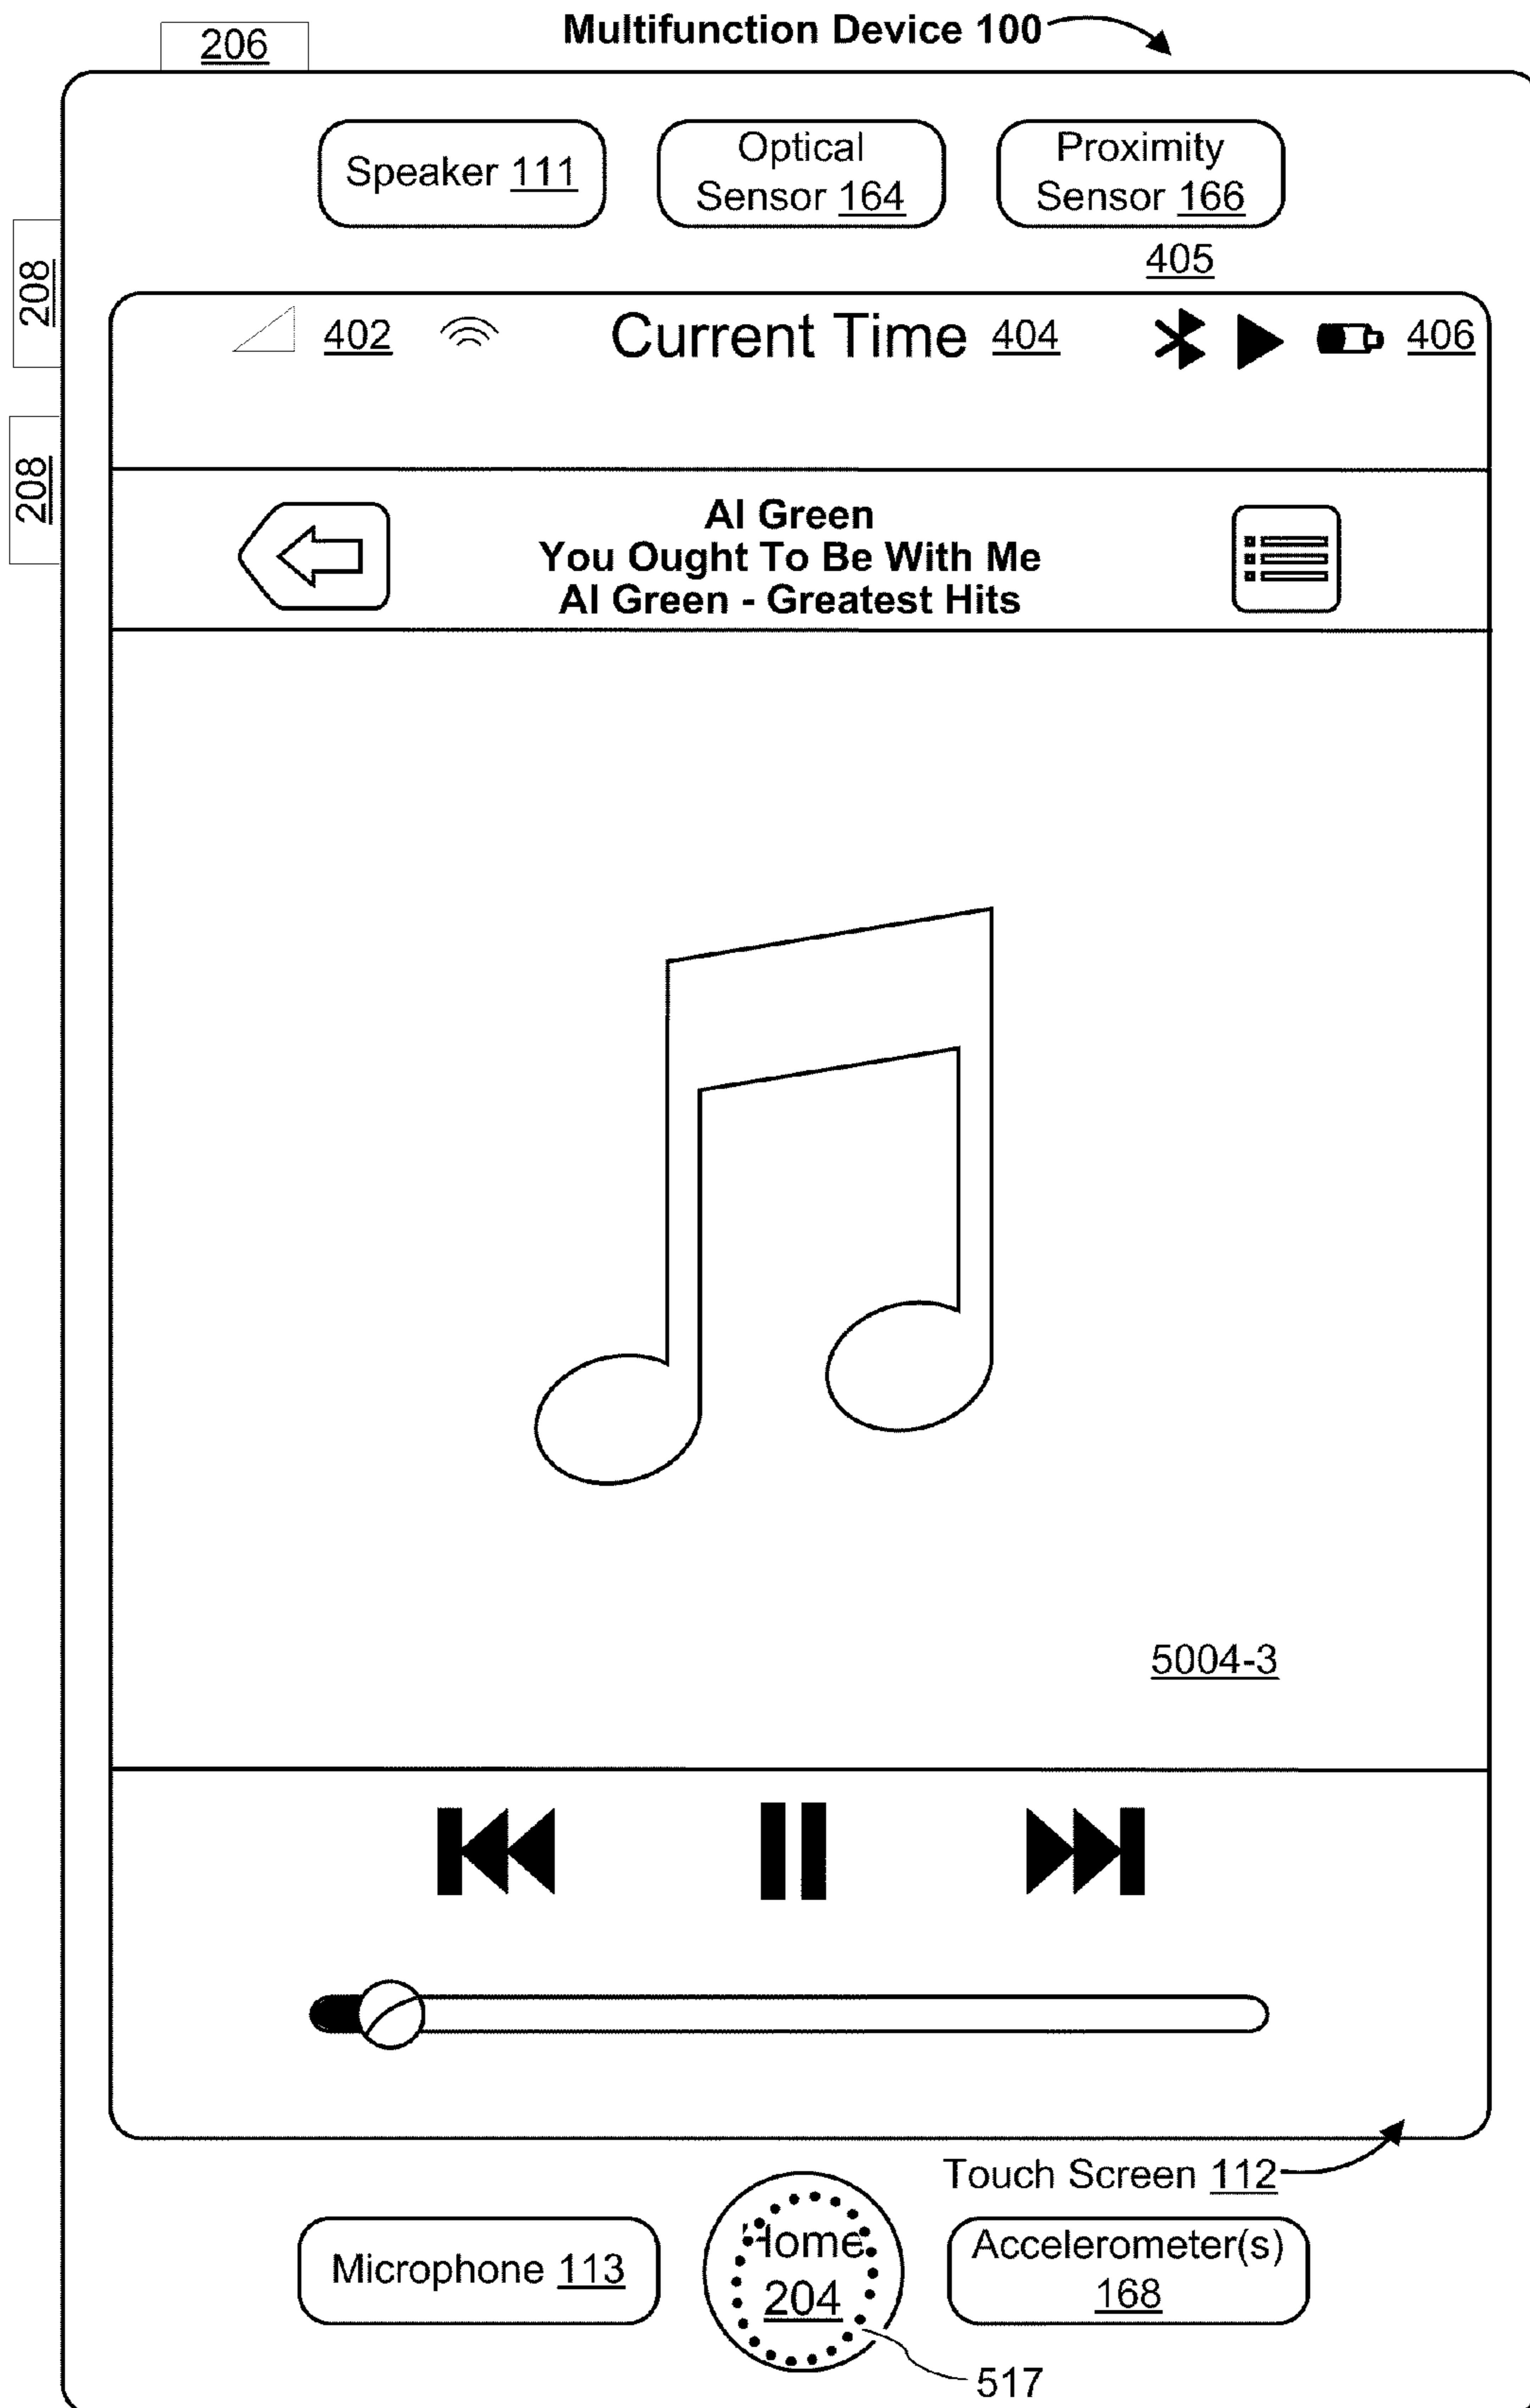 Multifunction Device 100
206
Speaker 111
Optical
Sensor 164
Proximity
Sensor 166
405
208
402
Current Time 404
406
208
Al Green
You Ought To Be With Me
Al Green - Greatest Hits
5004-3
Touch Screen 112
Microphone 113
Home
204
Accelerometer(s)
168
517